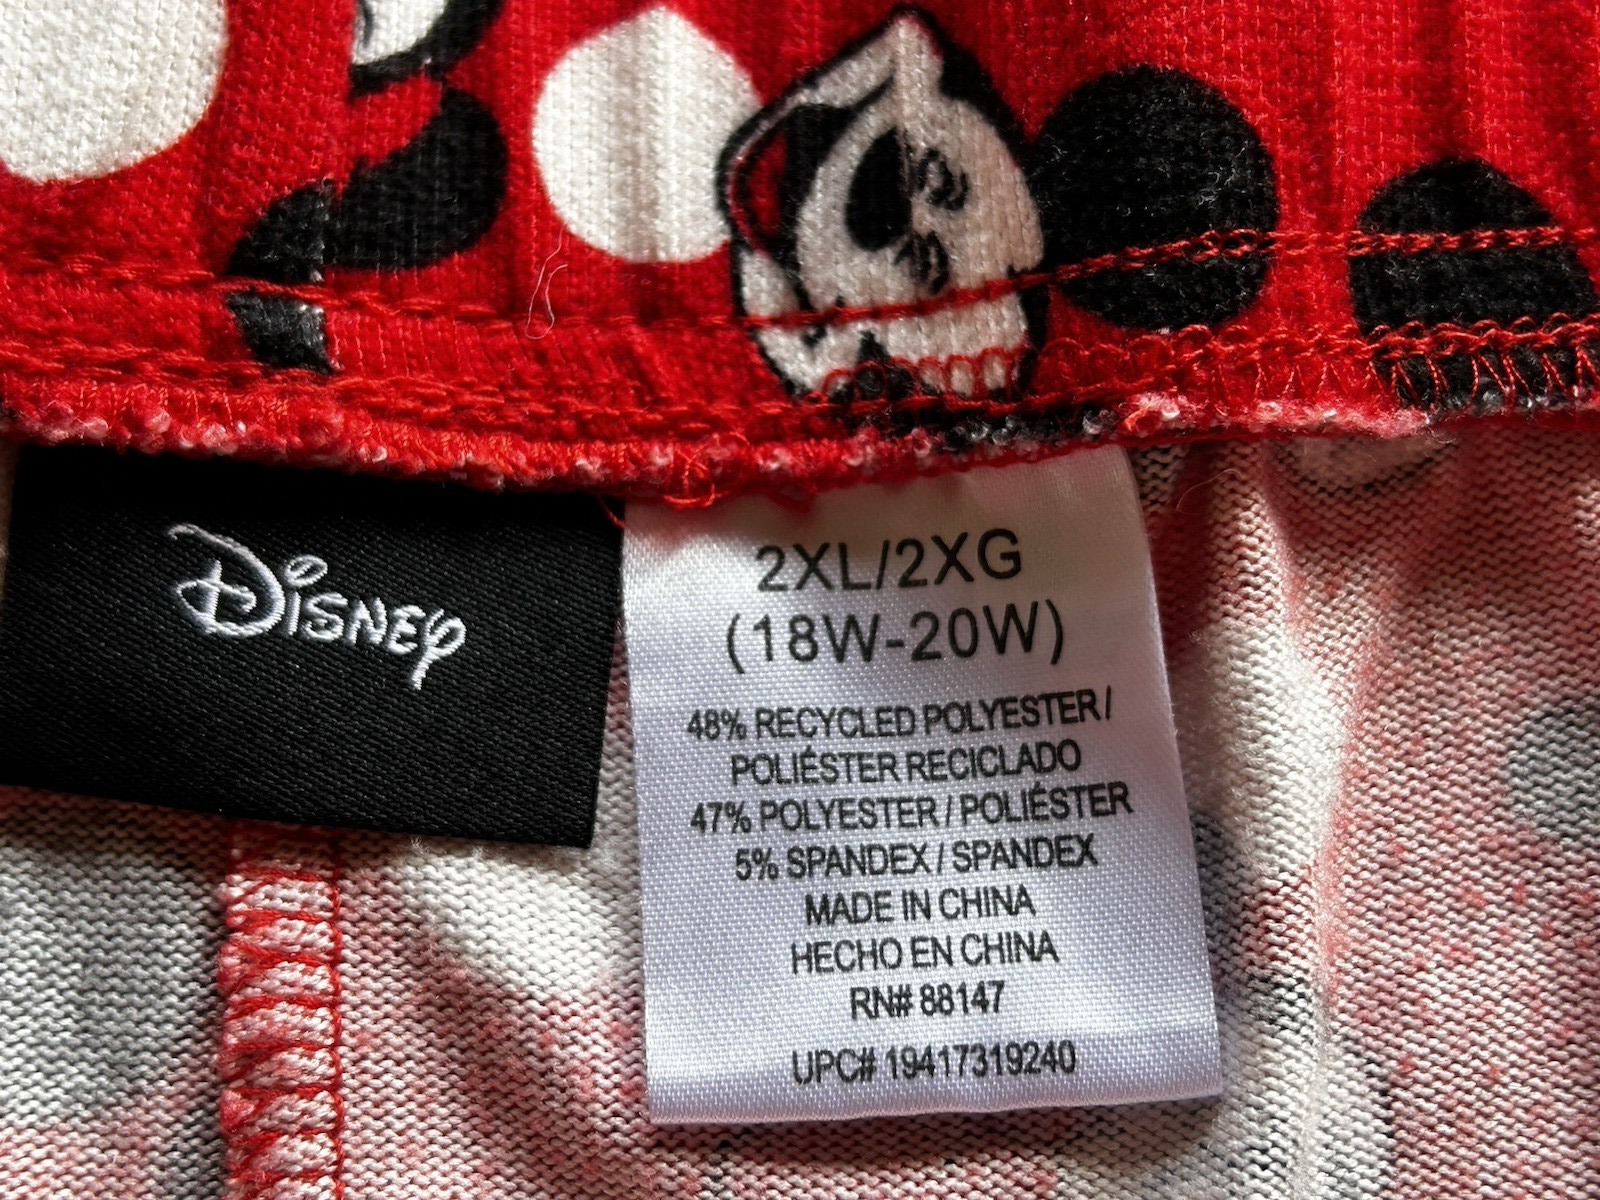 Disney
2XL/2XG
(18W-20W)
48% RECYCLED POLYESTER /
POLIÉSTER RECICLADO
47% POLYESTER / POLIÉSTER
5% SPANDEX / SPANDEX
MADE IN CHINA
HECHO EN CHINA
RN# 88147
UPC# 19417319240